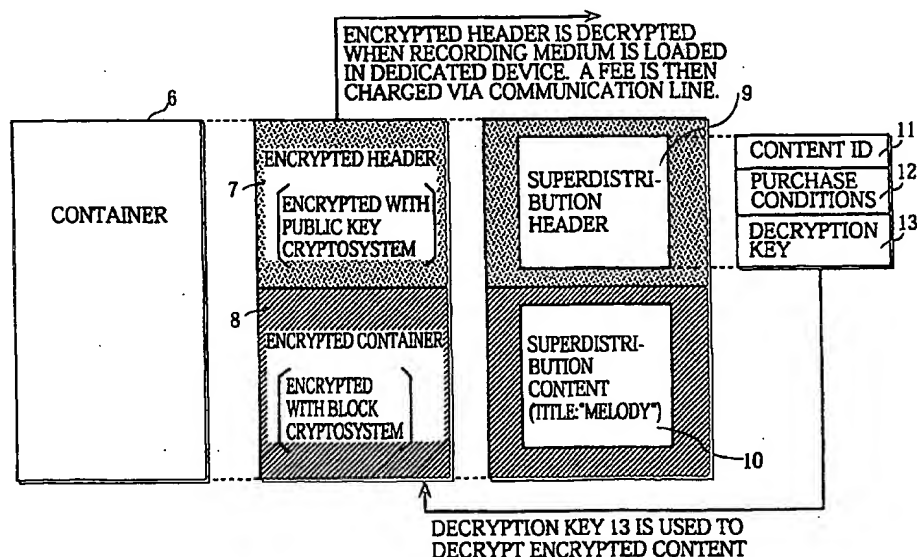 ENCRYPTED HEADER IS DECRYPTED
WHEN RECORDING MEDIUM IS LOADED
IN DEDICATED DEVICE. A FEE IS THEN
CHARGED VIA COMMUNICATION LINE.
6
CONTAINER
7
ENCRYPTED HEADER
ENCRYPTED WITH
PUBLIC KEY
CRYPTOSYSTEM
8
ENCRYPTED CONTAINER
ENCRYPTED
WITH BLOCK
CRYPTOSYSTEM
9
SUPERDISTRI-
BUTION
HEADER
SUPERDISTRI-
BUTION
CONTENT
(TITLE:"MELODY")
10
CONTENT ID
11
PURCHASE
CONDITIONS
12
DECRYPTION
KEY
13
DECRYPTION KEY 13 IS USED TO
DECRYPT ENCRYPTED CONTENT